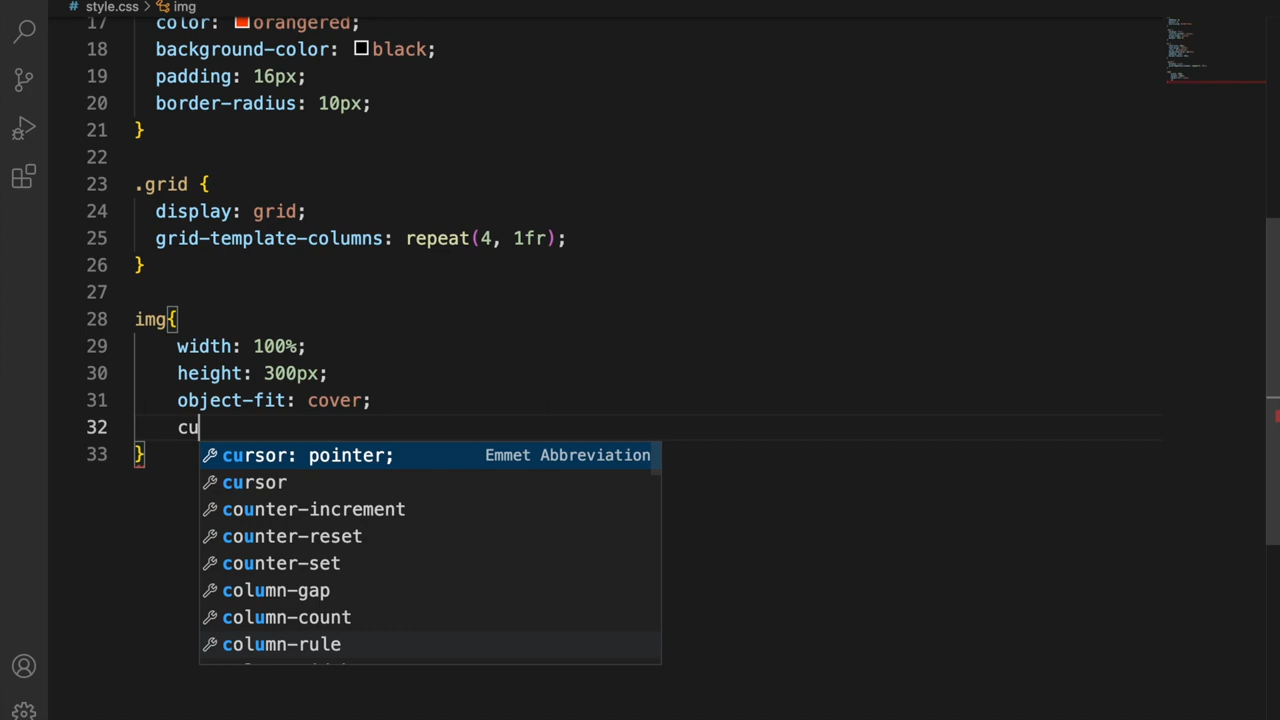 # style.css > img
17 color: orangered;
18 background-color: black;
19 padding: 16px;
20 border-radius: 10px;
21 }
22
23 .grid {
24 display: grid;
25 grid-template-columns: repeat(4, 1fr);
26 }
27
28 img{
29 width: 100%;
30 height: 300px;
31 object-fit: cover;
32 cu
33 }
cursor: pointer; Emmet Abbreviation
cursor
counter-increment
counter-reset
counter-set
column-gap
column-count
column-rule